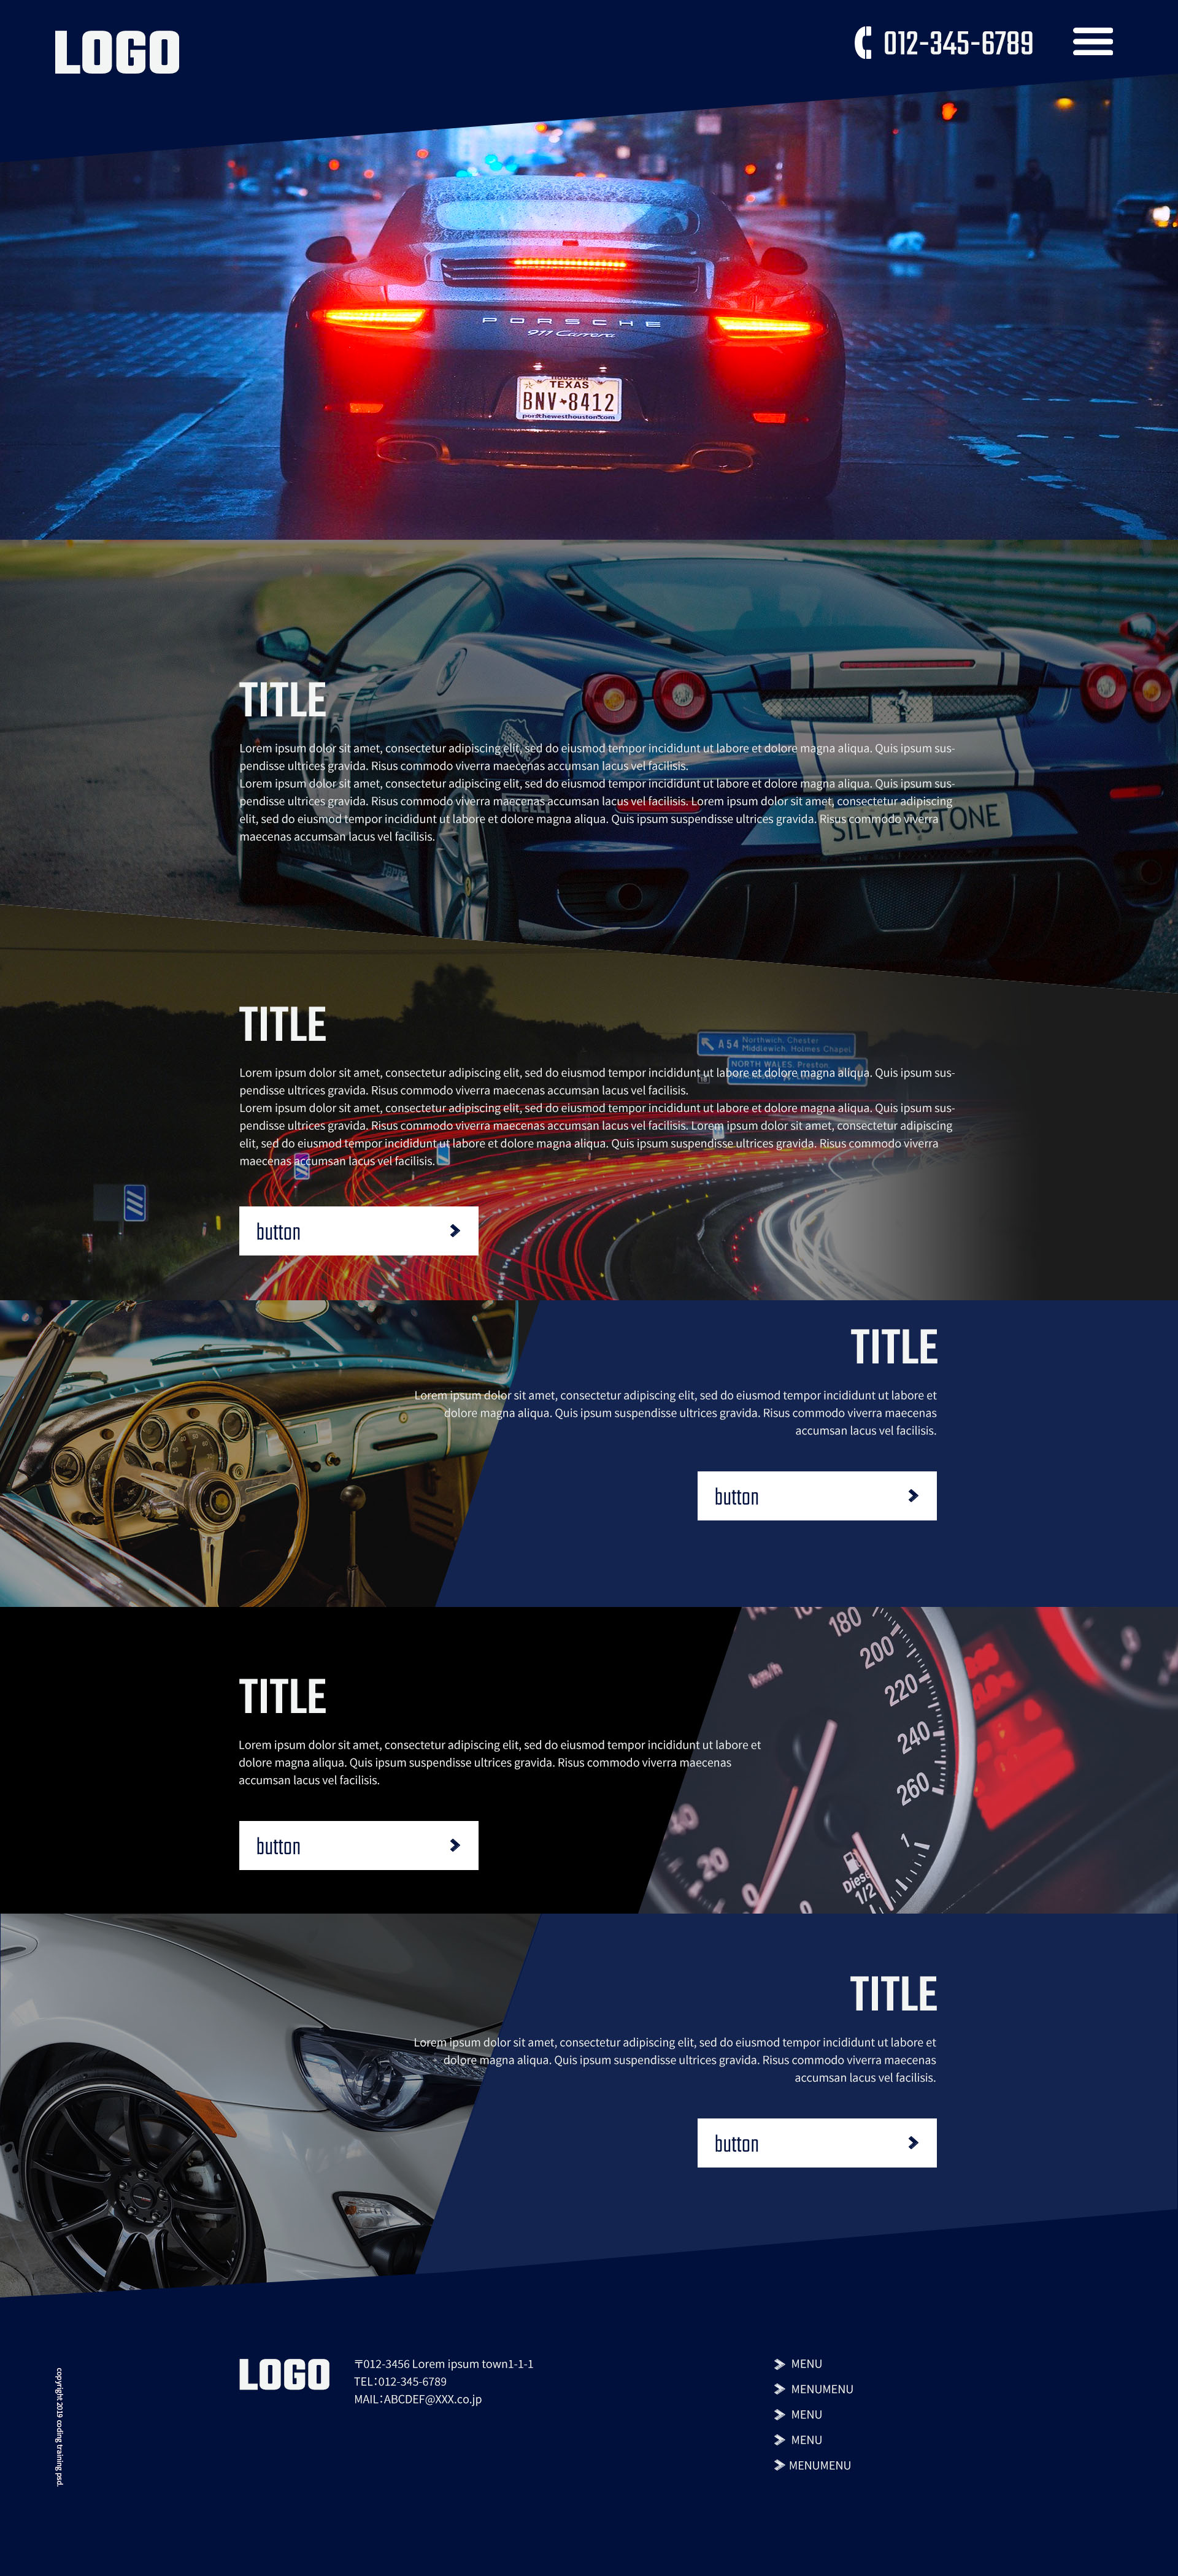 LOGO
012-345-6789
PORSCHE
911 Carrera
HOUSTON
TEXAS
BNV★8412
porschewesthouston.com
TITLE
Lorem ipsum dolor sit amet, consectetur adipiscing elit, sed do eiusmod tempor incididunt ut labore et dolore magna aliqua. Quis ipsum sus-
pendisse ultrices gravida. Risus commodo viverra maecenas accumsan lacus vel facilisis.
Lorem ipsum dolor sit amet, consectetur adipiscing elit, sed do eiusmod tempor incididunt ut labore et dolore magna aliqua. Quis ipsum sus-
pendisse ultrices gravida. Risus commodo viverra maecenas accumsan lacus vel facilisis. Lorem ipsum dolor sit amet, consectetur adipiscing
elit, sed do eiusmod tempor incididunt ut labore et dolore magna aliqua. Quis ipsum suspendisse ultrices gravida. Risus commodo viverra
maecenas accumsan lacus vel facilisis.
PIRELLI
SILVERSTONE
TITLE
A54 Northwich, Chester
Middlewich, Holmes Chapel
NORTH WALES, Preston
Lorem ipsum dolor sit amet, consectetur adipiscing elit, sed do eiusmod tempor incididunt ut labore et dolore magna aliqua. Quis ipsum sus-
pendisse ultrices gravida. Risus commodo viverra maecenas accumsan lacus vel facilisis.
Lorem ipsum dolor sit amet, consectetur adipiscing elit, sed do eiusmod tempor incididunt ut labore et dolore magna aliqua. Quis ipsum sus-
pendisse ultrices gravida. Risus commodo viverra maecenas accumsan lacus vel facilisis. Lorem ipsum dolor sit amet, consectetur adipiscing
elit, sed do eiusmod tempor incididunt ut labore et dolore magna aliqua. Quis ipsum suspendisse ultrices gravida. Risus commodo viverra
maecenas accumsan lacus vel facilisis.
button
TITLE
Lorem ipsum dolor sit amet, consectetur adipiscing elit, sed do eiusmod tempor incididunt ut labore et
dolore magna aliqua. Quis ipsum suspendisse ultrices gravida. Risus commodo viverra maecenas
accumsan lacus vel facilisis.
button
TITLE
Lorem ipsum dolor sit amet, consectetur adipiscing elit, sed do eiusmod tempor incididunt ut labore et
dolore magna aliqua. Quis ipsum suspendisse ultrices gravida. Risus commodo viverra maecenas
accumsan lacus vel facilisis.
button
180
200
km/h
220
240
260
20
0
0
1
Diesel
1/2
TITLE
Lorem ipsum dolor sit amet, consectetur adipiscing elit, sed do eiusmod tempor incididunt ut labore et
dolore magna aliqua. Quis ipsum suspendisse ultrices gravida. Risus commodo viverra maecenas
accumsan lacus vel facilisis.
button
copyright 2019 coding training psd.
LOGO
〒012-3456 Lorem ipsum town1-1-1
TEL：012-345-6789
MAIL：ABCDEF@XXX.co.jp
MENU
MENUMENU
MENU
MENU
MENUMENU